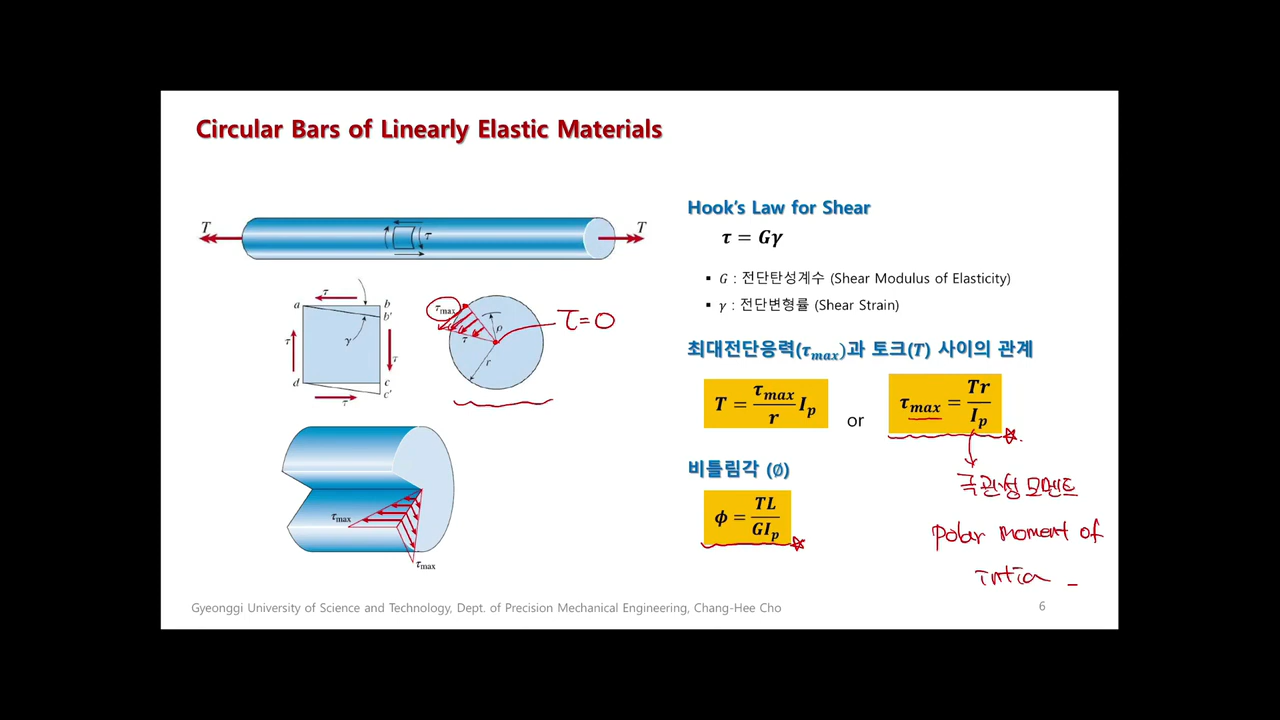 Circular Bars of Linearly Elastic Materials
T
T
τ
τ
a
b
b'
γ
τ
τ
d
c
c'
τ
τmax
ρ
τ
r
τ=0
τmax
τmax
Hook's Law for Shear
τ = Gγ
▪ G : 전단탄성계수 (Shear Modulus of Elasticity)
▪ γ : 전단변형률 (Shear Strain)
최대전단응력(τmax)과 토크(T) 사이의 관계
T = τmax/r Ip or τmax = Tr/Ip
극관성 모멘트
polar moment of
비틀림각 (Ø)
ϕ = TL/GIp
Gyeonggi University of Science and Technology, Dept. of Precision Mechanical Engineering, Chang-Hee Cho
6